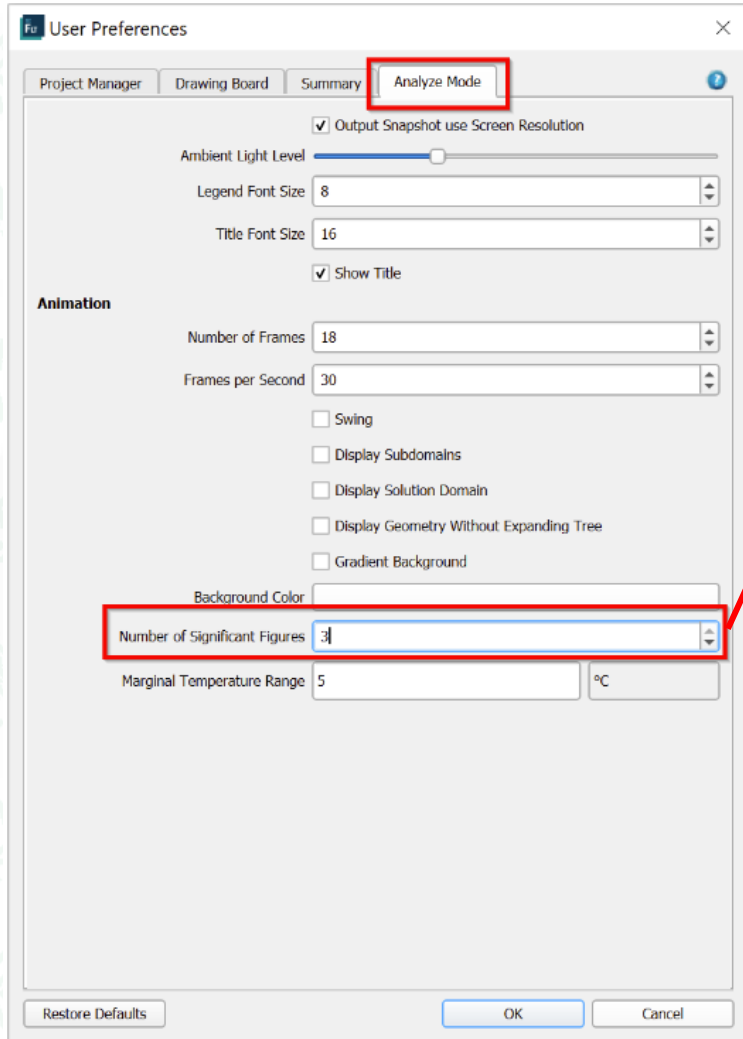 Fu User Preferences
Project Manager Drawing Board Summary Analyze Mode ?
Output Snapshot use Screen Resolution
Ambient Light Level
Legend Font Size 8
Title Font Size 16
Show Title
Animation
Number of Frames 18
Frames per Second 30
Swing
Display Subdomains
Display Solution Domain
Display Geometry Without Expanding Tree
Gradient Background
Background Color
Number of Significant Figures 3
Marginal Temperature Range 5 °C
Restore Defaults OK Cancel